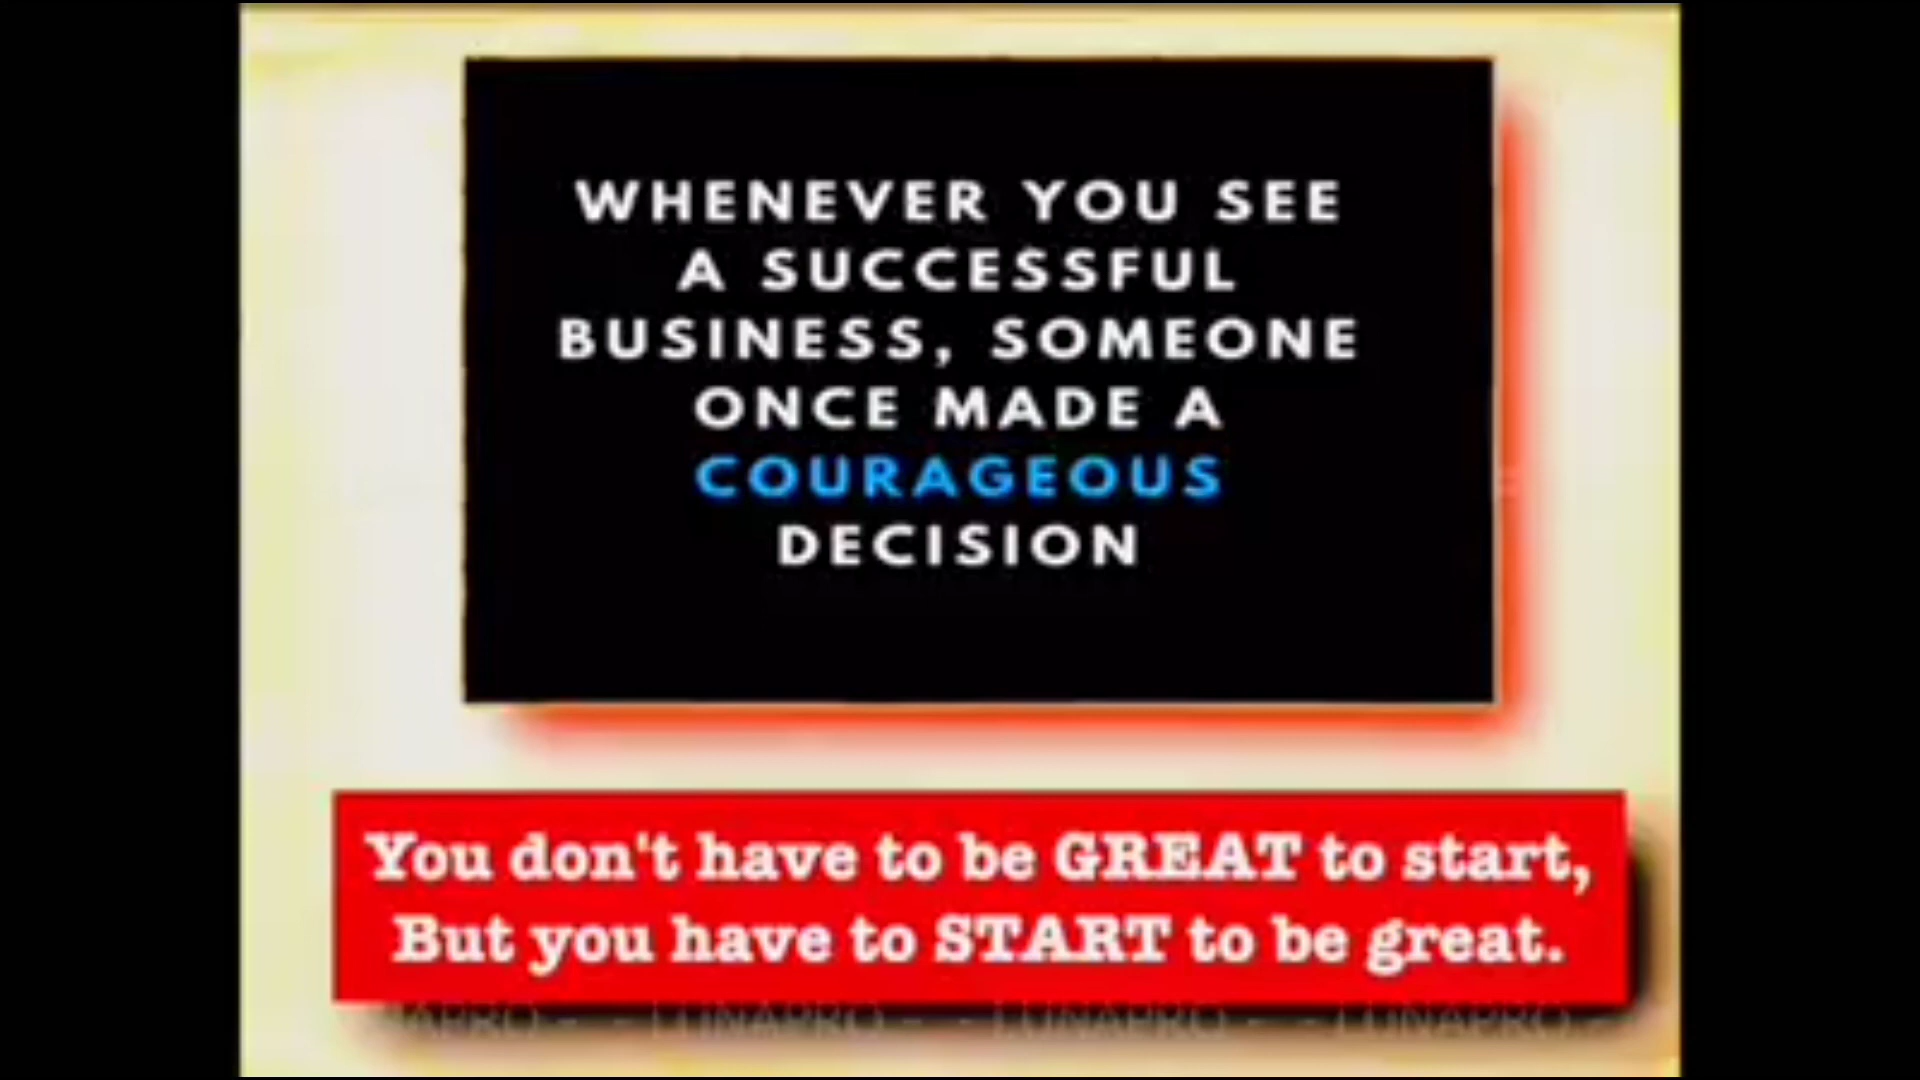 WHENEVER YOU SEE
A SUCCESSFUL
BUSINESS, SOMEONE
ONCE MADE A
COURAGEOUS
DECISION
You don't have to be GREAT to start,
But you have to START to be great.